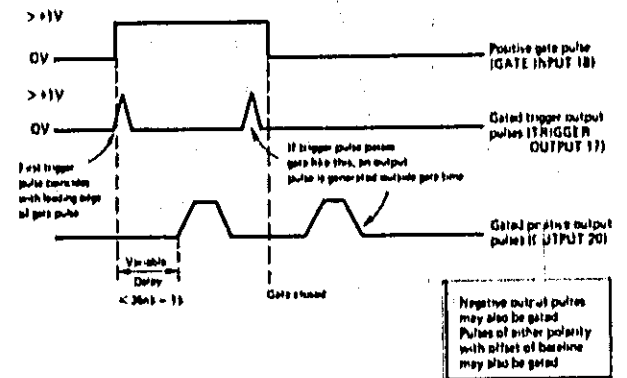 > +1V
0V
Positive gate pulse
(GATE INPUT 18)
> +1V
0V
Gated trigger output
pulses (TRIGGER
OUTPUT 17)
First trigger
pulse coincides
with leading edge
of gate pulse
If trigger pulse passes
gate like this, an output
pulse is generated outside gate time
Gated positive output
pulses (OUTPUT 20)
Variable
Delay
Gate closed
Negative output pulses
may also be gated
Pulses of either polarity
with offset of baseline
may also be gated